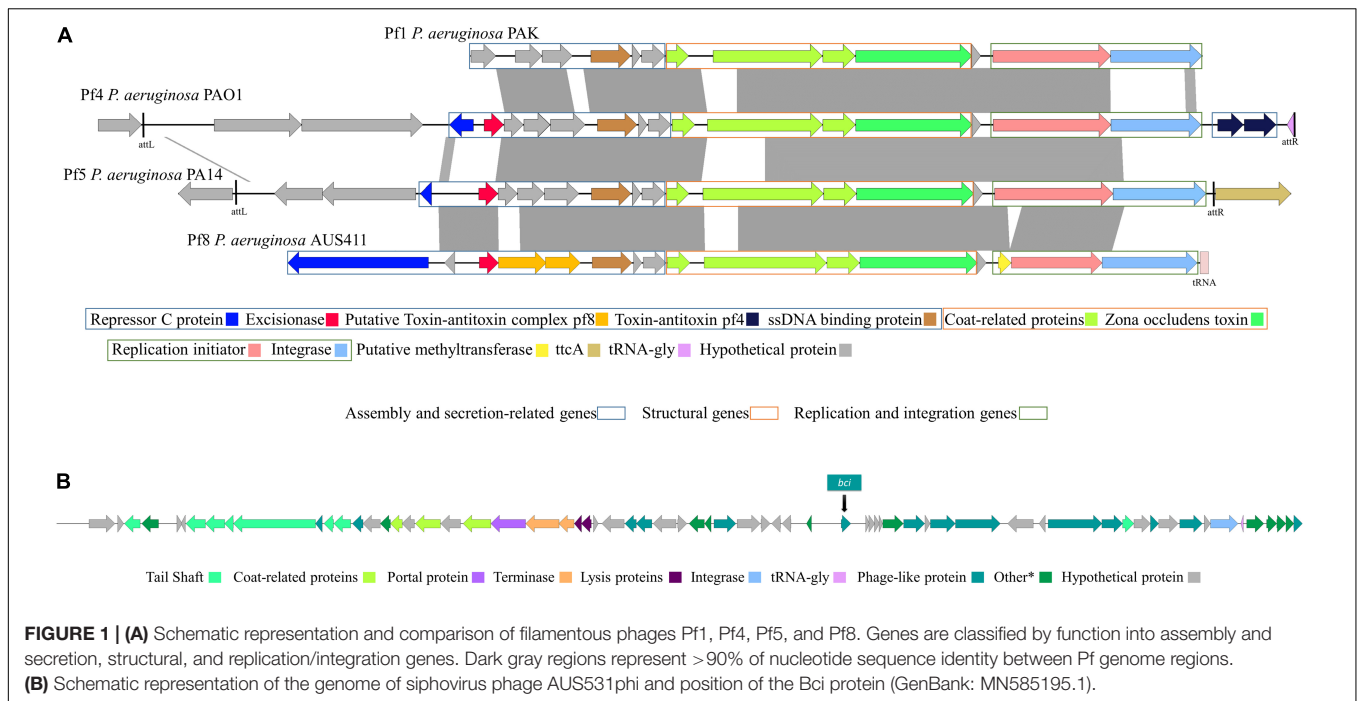 A
Pf1 P. aeruginosa PAK
Pf4 P. aeruginosa PAO1
attL
attR
Pf5 P. aeruginosa PA14
attL
attR
Pf8 P. aeruginosa AUS411
tRNA
Repressor C protein Excisionase Putative Toxin-antitoxin complex pf8 Toxin-antitoxin pf4 ssDNA binding protein Coat-related proteins Zona occludens toxin
Replication initiator Integrase Putative methyltransferase ttcA tRNA-gly Hypothetical protein
Assembly and secretion-related genes Structural genes Replication and integration genes
B
bci
Tail Shaft Coat-related proteins Portal protein Terminase Lysis proteins Integrase tRNA-gly Phage-like protein Other* Hypothetical protein
FIGURE 1 | (A) Schematic representation and comparison of filamentous phages Pf1, Pf4, Pf5, and Pf8. Genes are classified by function into assembly and
secretion, structural, and replication/integration genes. Dark gray regions represent >90% of nucleotide sequence identity between Pf genome regions.
(B) Schematic representation of the genome of siphovirus phage AUS531phi and position of the Bci protein (GenBank: MN585195.1).